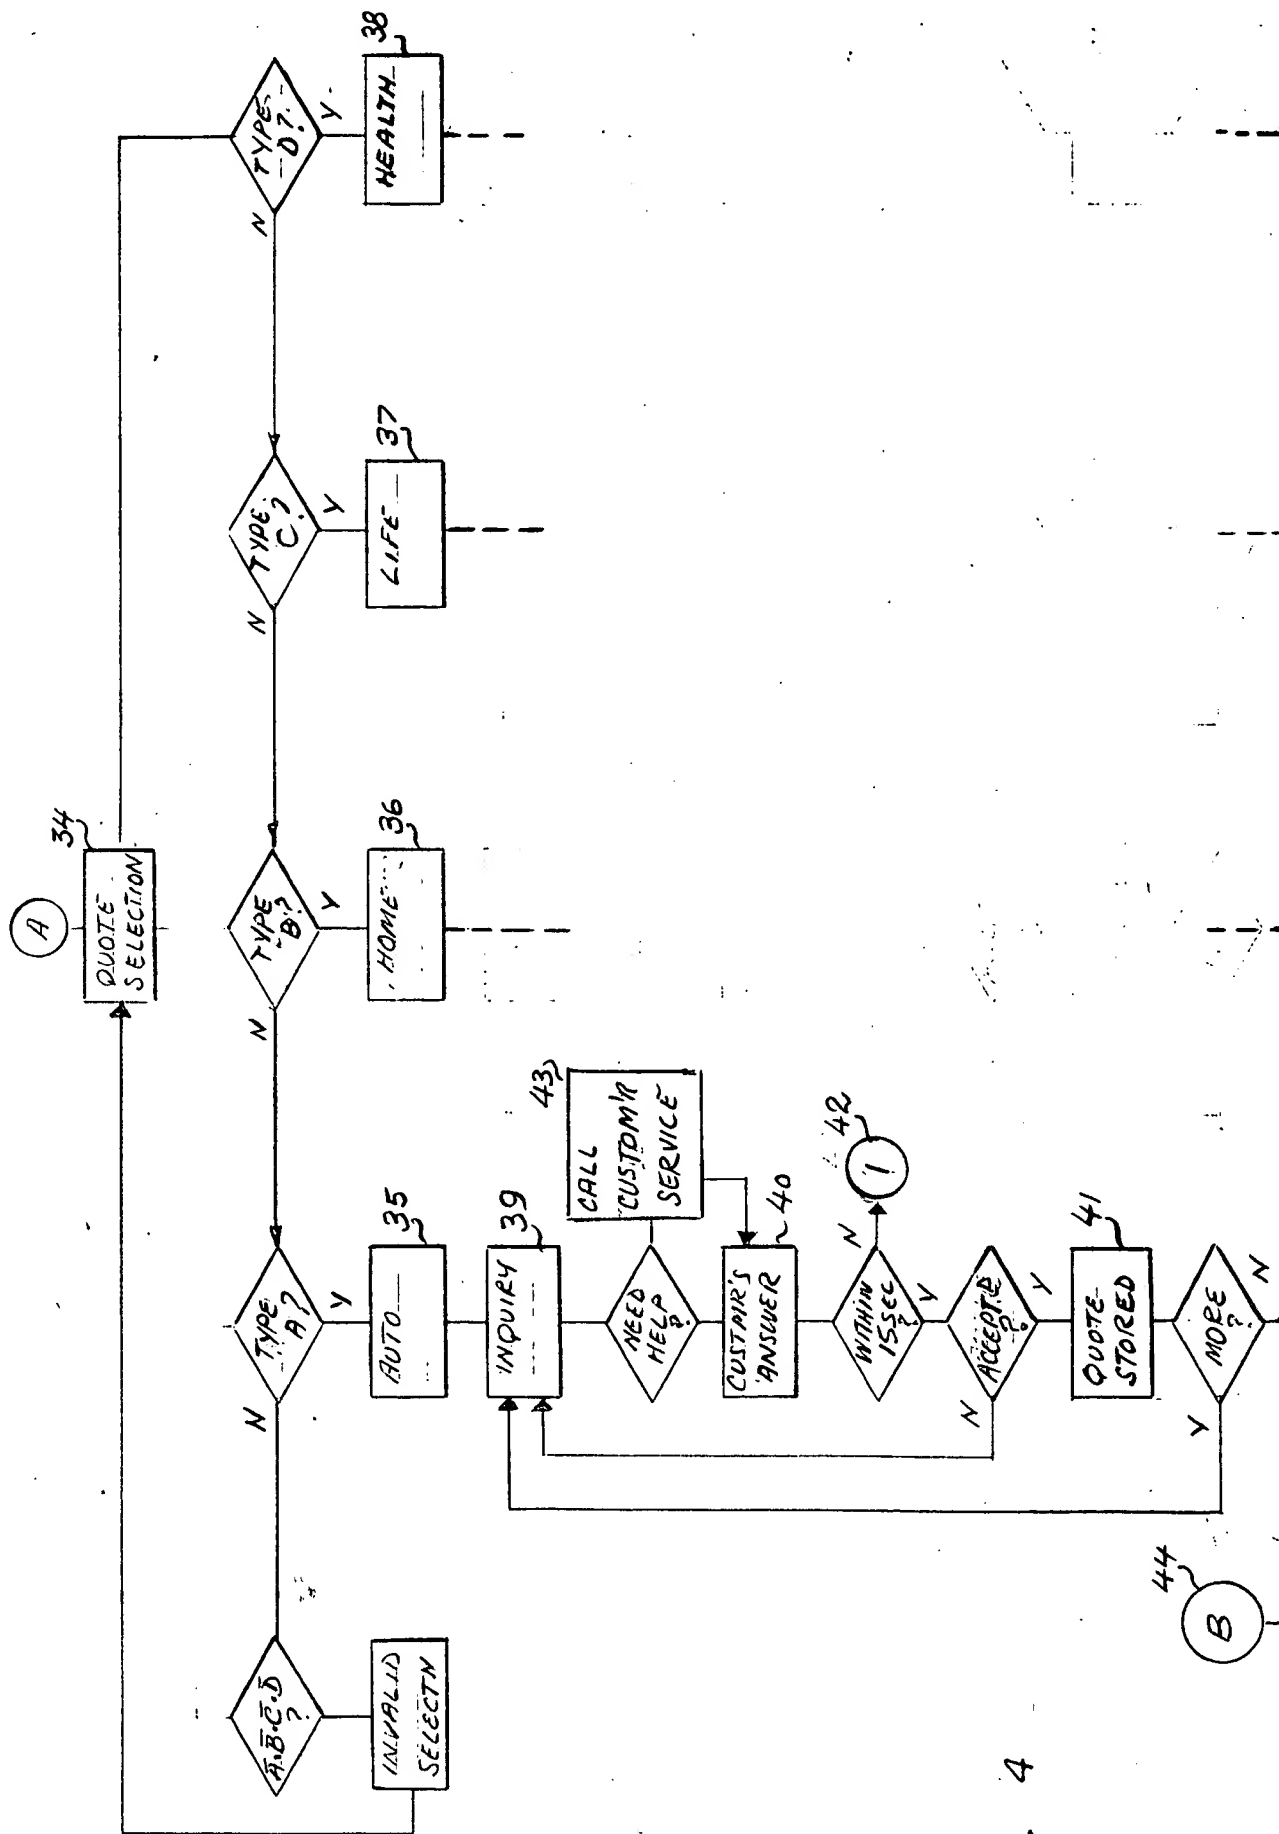 A
34
QUOTE
SELECTION
TYPE
D?
Y
N
38
HEALTH
TYPE
C?
Y
N
37
LIFE
TYPE
B?
Y
N
36
HOME
TYPE
A?
Y
N
35
AUTO
A̅.B̅.C̅.D̅
?
INVALID
SELECTN
39
INQUIRY
NEED
HELP
?
43
CALL
CUSTOM'R
SERVICE
40
CUSTMR'S
ANSWER
WITHIN
15SEC
?
N
Y
42
1
ACCEPT'D
?
N
Y
41
QUOTE
STORED
MORE
?
Y
N
44
B
4